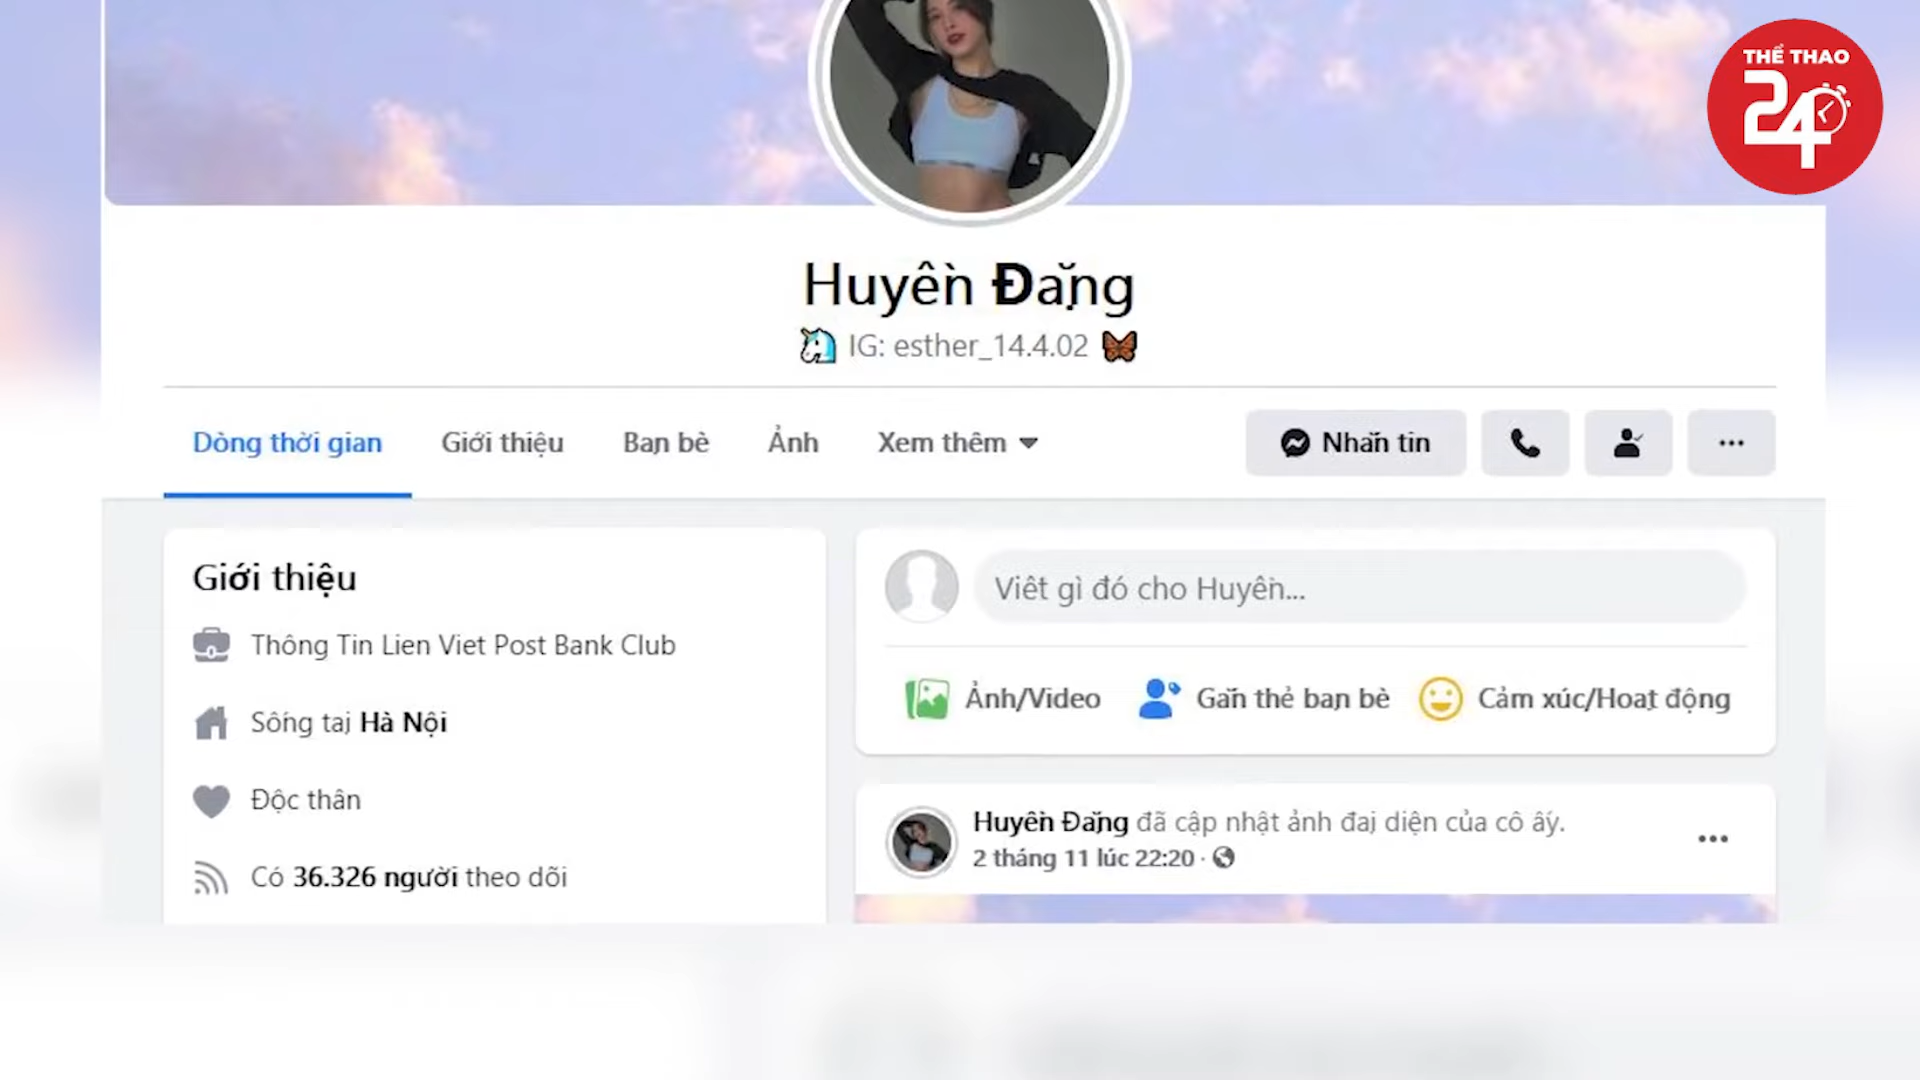 THỂ THAO
24
Huyền Đặng
IG: esther_14.4.02
Dòng thời gian
Giới thiệu
Bạn bè
Ảnh
Xem thêm
Nhắn tin
Giới thiệu
Thông Tin Lien Viet Post Bank Club
Sống tại Hà Nội
Độc thân
Có 36.326 người theo dõi
Viết gì đó cho Huyền...
Ảnh/Video
Gắn thẻ bạn bè
Cảm xúc/Hoạt động
Huyền Đặng đã cập nhật ảnh đại diện của cô ấy.
2 tháng 11 lúc 22:20 ·